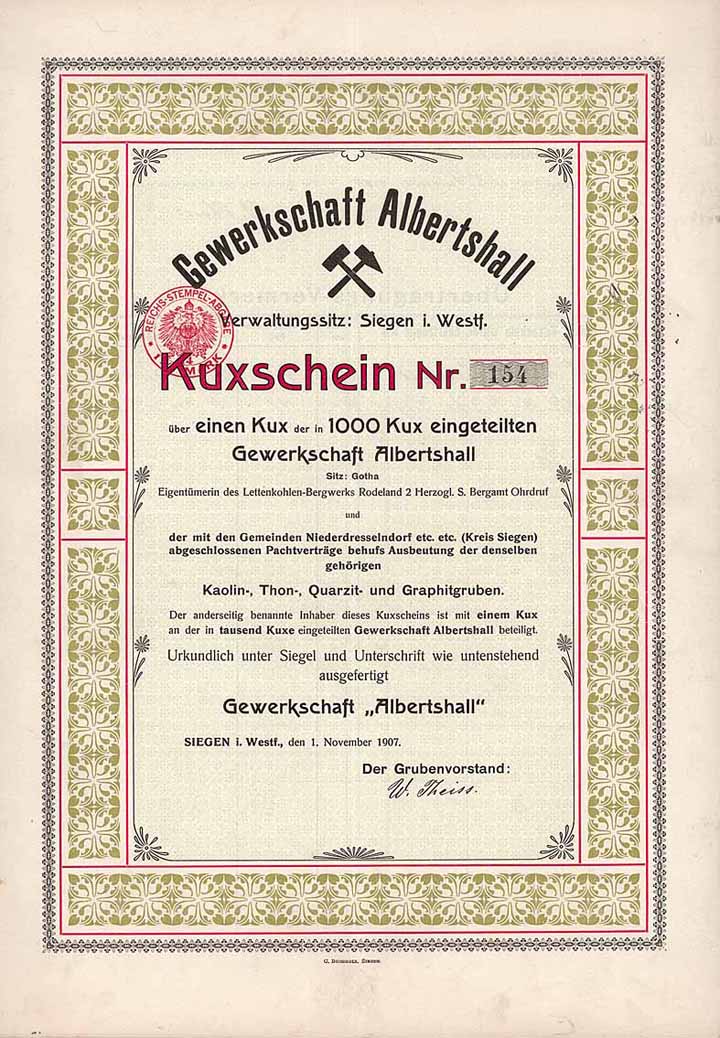 Gewerkschaft Albertshall
REICHS-STEMPEL-ABGABE
MARK
Verwaltungssitz: Siegen i. Westf.
Kuxschein Nr. 154
über einen Kux der in 1000 Kux eingeteilten
Gewerkschaft Albertshall
Sitz: Gotha
Eigentümerin des Lettenkohlen-Bergwerks Rodeland 2 Herzogl. S. Bergamt Ohrdruf
und
der mit den Gemeinden Niederdresselndorf etc. etc. (Kreis Siegen)
abgeschlossenen Pachtverträge behufs Ausbeutung der denselben
gehörigen
Kaolin-, Thon-, Quarzit- und Graphitgruben.
Der anderseitig benannte Inhaber dieses Kuxscheins ist mit einem Kux
an der in tausend Kuxe eingeteilten Gewerkschaft Albertshall beteiligt.
Urkundlich unter Siegel und Unterschrift wie untenstehend
ausgefertigt
Gewerkschaft „Albertshall"
SIEGEN i. Westf., den 1. November 1907.
Der Grubenvorstand:
W. Theiss.